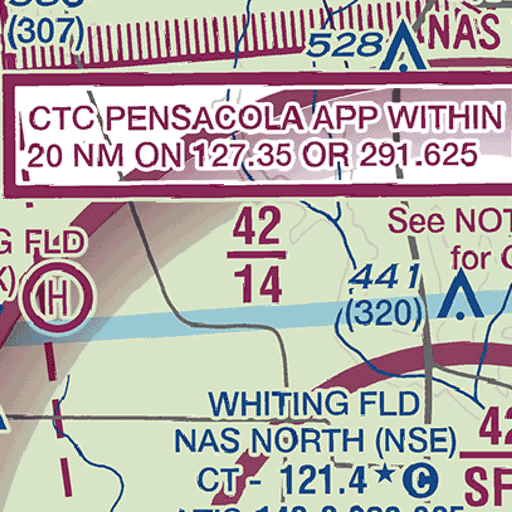 (307)
528
NAS
CTC PENSACOLA APP WITHIN
20 NM ON 127.35 OR 291.625
G FLD
H
42
14
See NOT
for
441
(320)
WHITING FLD
NAS NORTH (NSE)
CT - 121.4 ★ C
42
SF